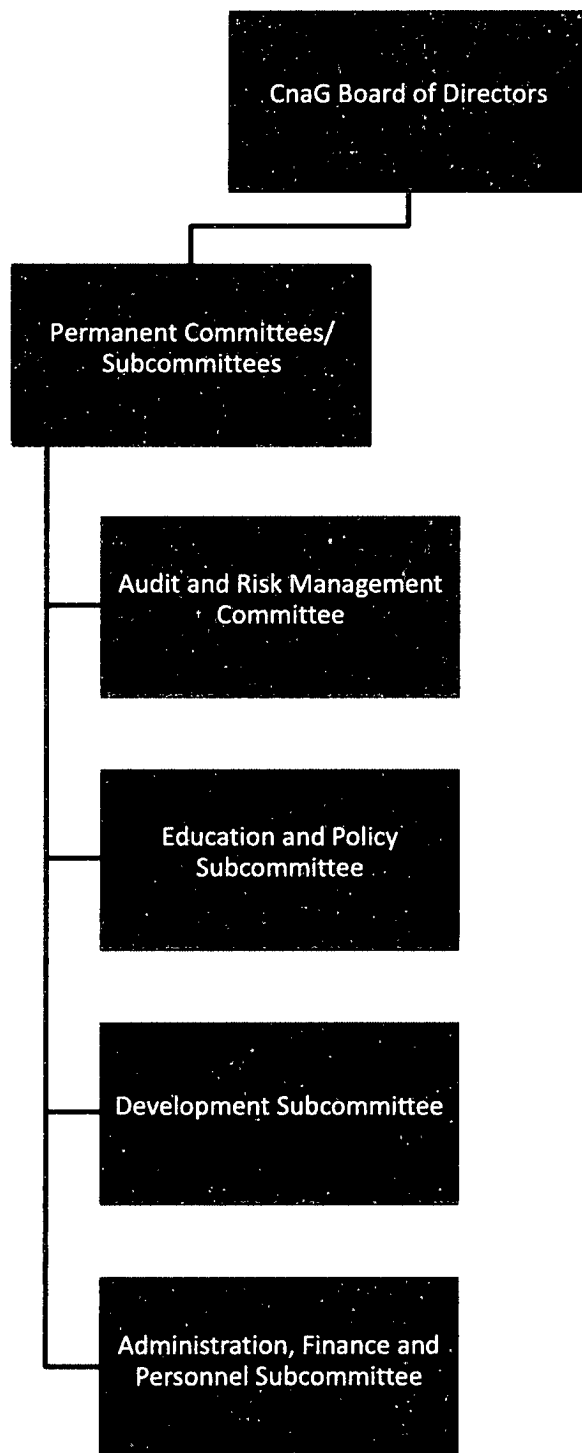 CnaG Board of Directors
Permanent Committees/
Subcommittees
Audit and Risk Management
Committee
Education and Policy
Subcommittee
Development Subcommittee
Administration, Finance and
Personnel Subcommittee